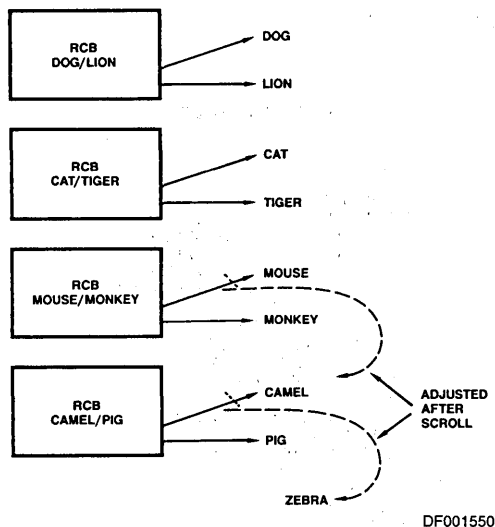 RCB
DOG/LION
DOG
LION
RCB
CAT/TIGER
CAT
TIGER
RCB
MOUSE/MONKEY
MOUSE
MONKEY
RCB
CAMEL/PIG
CAMEL
PIG
ZEBRA
ADJUSTED
AFTER
SCROLL
DF001550